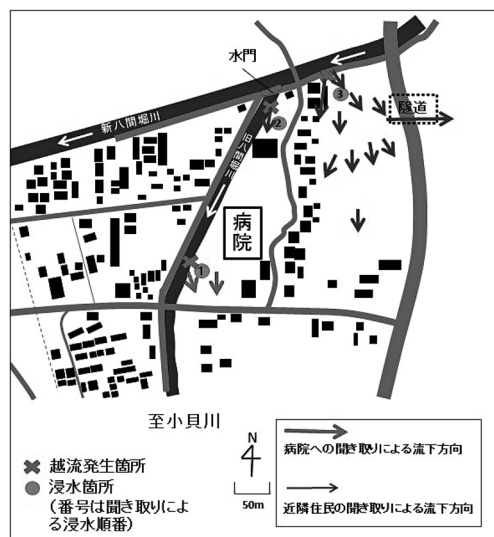 水門
③
隧道
②
新八間堀川
旧八間堀川
病院
①
至小貝川
越流発生箇所
浸水箇所
(番号は聞き取りによ
る浸水順番)
N
50m
病院への聞き取りによる流下方向
近隣住民の聞き取りによる流下方向